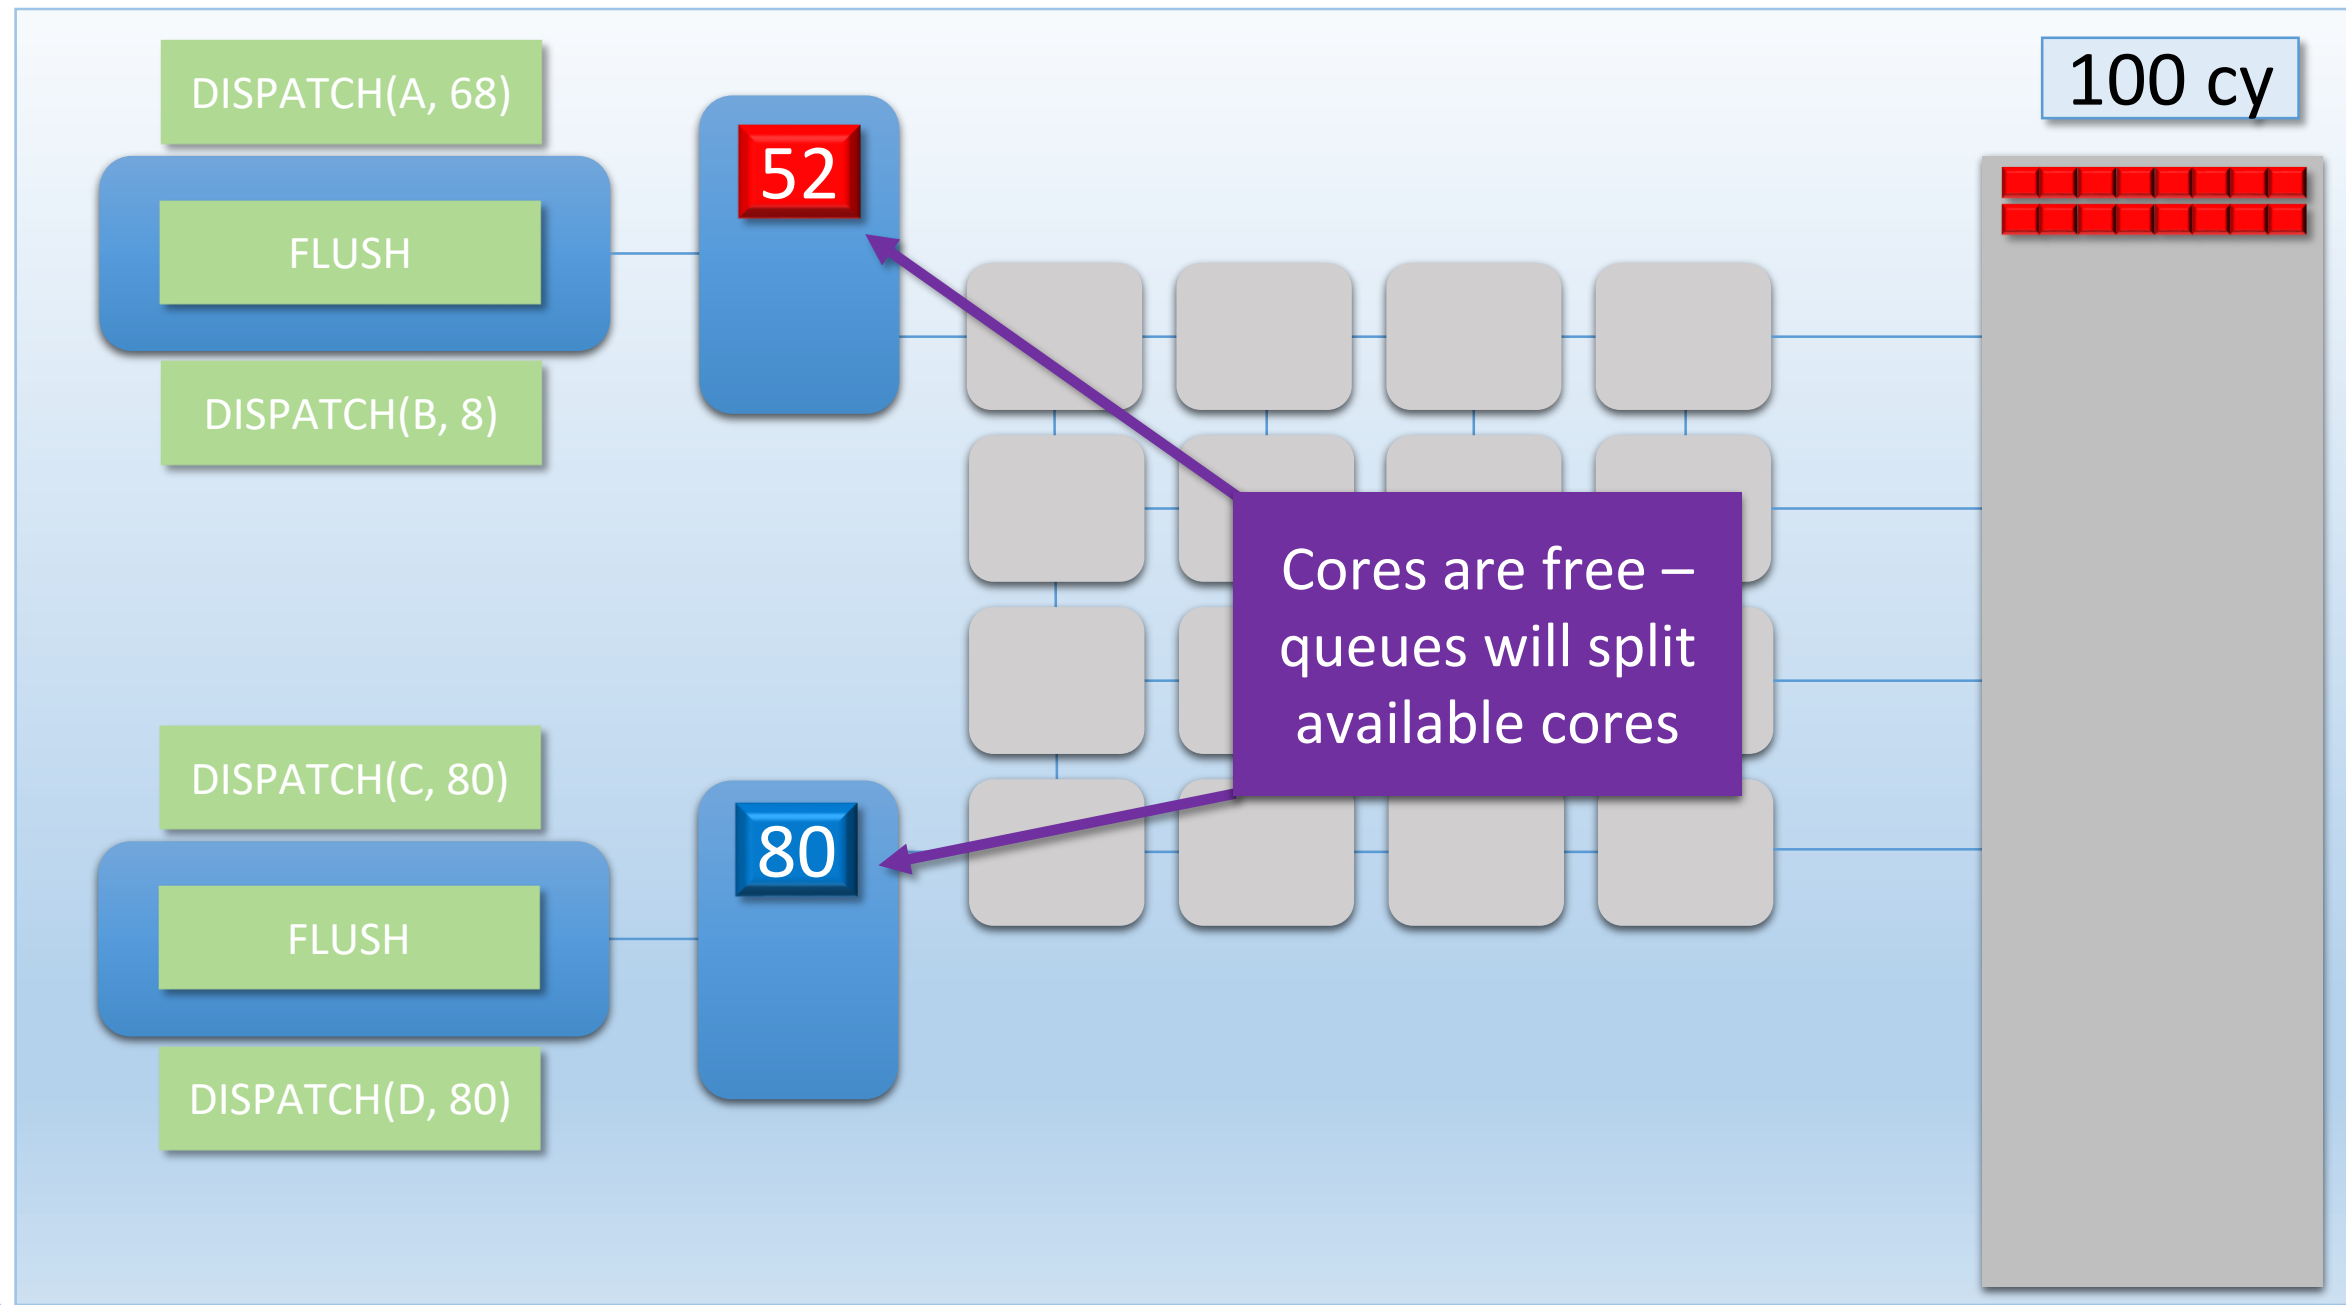 DISPATCH(A, 68)
FLUSH
DISPATCH(B, 8)
52
100 cy
Cores are free –
queues will split
available cores
DISPATCH(C, 80)
FLUSH
DISPATCH(D, 80)
80